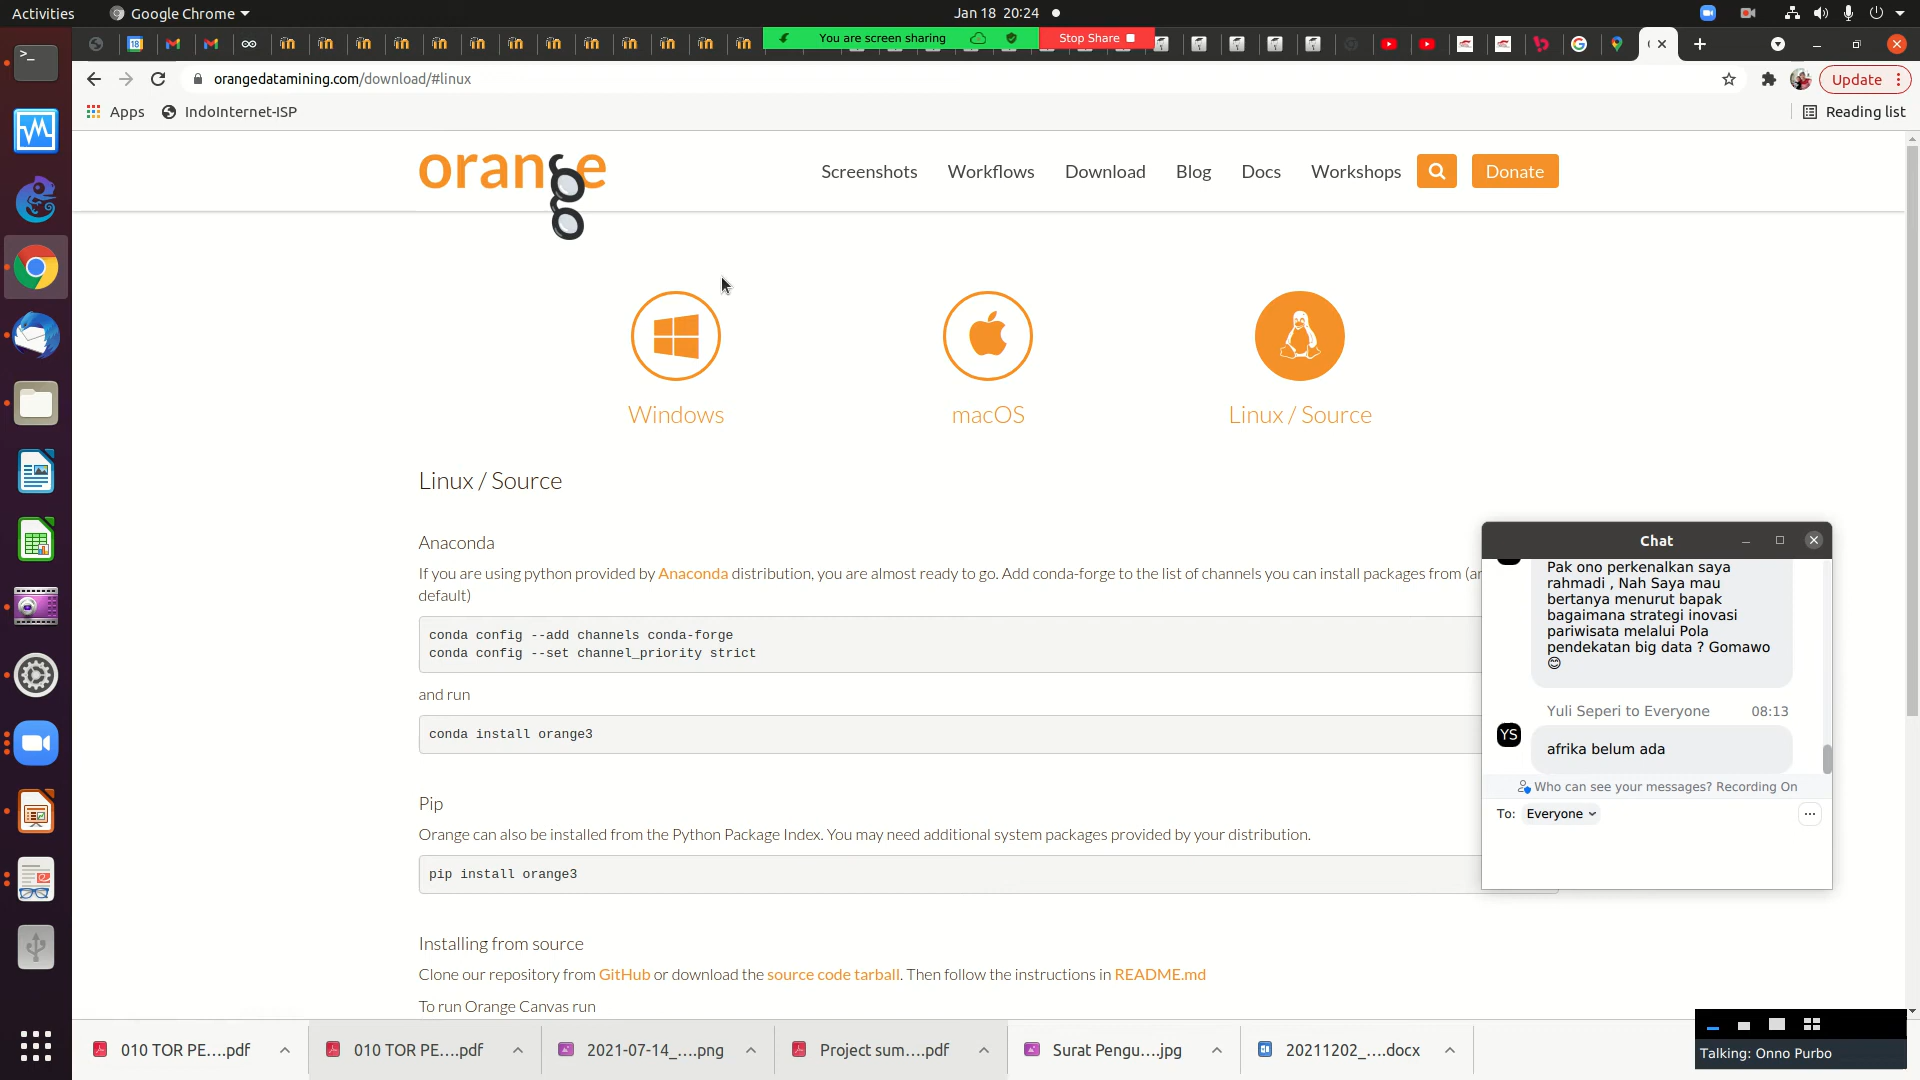 Activities
Google Chrome
Jan 18 20:24
You are screen sharing
Stop Share
orangedatamining.com/download/#linux
Update
Apps
IndoInternet-ISP
Reading list
orange
Screenshots
Workflows
Download
Blog
Docs
Workshops
Donate
Windows
macOS
Linux / Source
Linux / Source
Anaconda
If you are using python provided by Anaconda distribution, you are almost ready to go. Add conda-forge to the list of channels you can install packages from (
default)
conda config --add channels conda-forge
conda config --set channel_priority strict
and run
conda install orange3
Pip
Orange can also be installed from the Python Package Index. You may need additional system packages provided by your distribution.
pip install orange3
Installing from source
Clone our repository from GitHub or download the source code tarball. Then follow the instructions in README.md
To run Orange Canvas run
Chat
Pak ono perkenalkan saya
rahmadi , Nah Saya mau
bertanya menurut bapak
bagaimana strategi inovasi
pariwisata melalui Pola
pendekatan big data ? Gomawo
😊
Yuli Seperi to Everyone 08:13
YS
afrika belum ada
Who can see your messages? Recording On
To: Everyone
010 TOR PE....pdf
010 TOR PE....pdf
2021-07-14_....png
Project sum....pdf
Surat Pengu....jpg
20211202_....docx
Talking: Onno Purbo